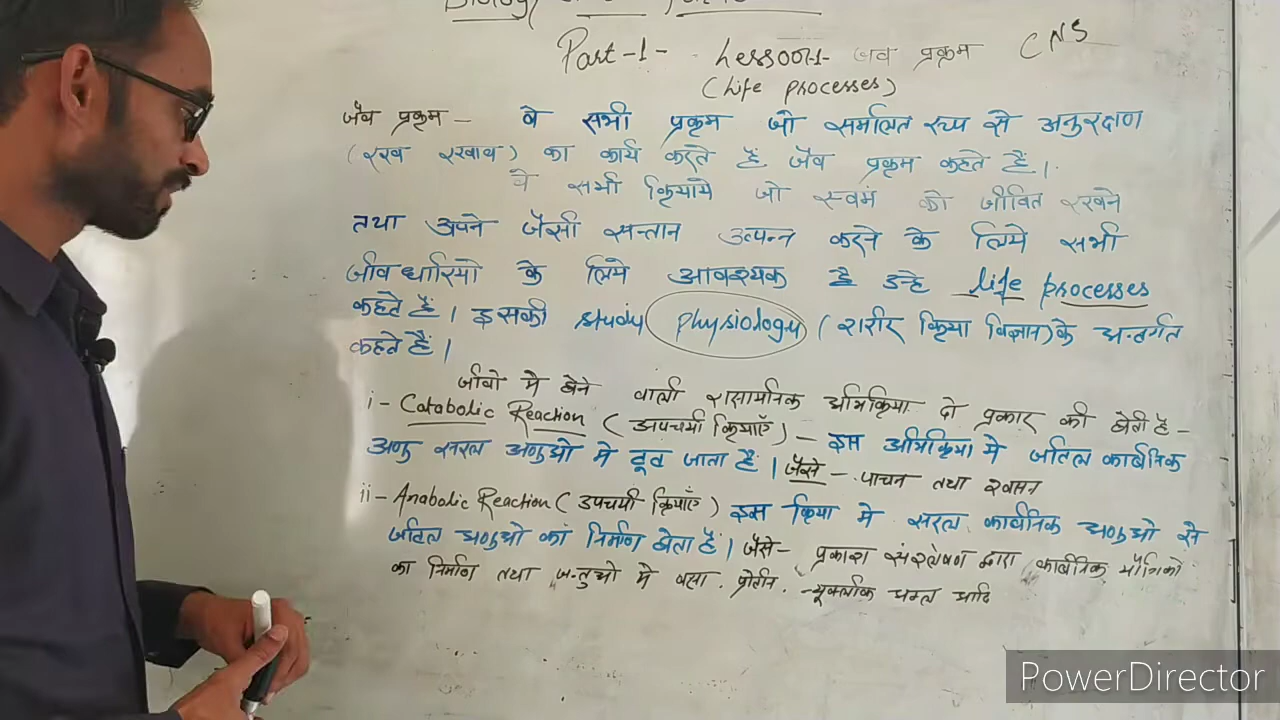 Biology
Part-1- Lesson-1- जैव प्रक्रम CNS
(Life processes)
जैव प्रक्रम - वे सभी प्रक्रम जो सम्मिलित रूप से अनुरक्षण
(रख रखाव) का कार्य करते हैं जैव प्रक्रम कहते हैं।
वे सभी क्रियाये जो स्वयं को जीवित रखने
तथा अपने जैसी सन्तान उत्पन्न करने के लिये सभी
जीवधारियो के लिये आवश्यक है उन्हे life processes
कहते हैं। इसकी study physiology (शरीर क्रिया विज्ञान) के अन्तर्गत
कहते हैं।
जीवो मे होने वाली रासायनिक अभिक्रिया दो प्रकार की होती है -
i - Catabolic Reaction (अपचयी क्रियाएँ) - इस अभिक्रिया मे जटिल कार्बनिक
अणु सरल अणुओ मे टूट जाता है। जैसे - पाचन तथा श्वसन
ii - Anabolic Reaction (उपचयी क्रियाएँ) इस क्रिया मे सरल कार्बनिक अणुओ से
जटिल अणुओ का निर्माण होता है। जैसे - प्रकाश संश्लेषण द्वारा कार्बनिक यौगिको
का निर्माण तथा जन्तुओ मे वसा, प्रोटीन, न्यूक्लीक अम्ल आदि
PowerDirector